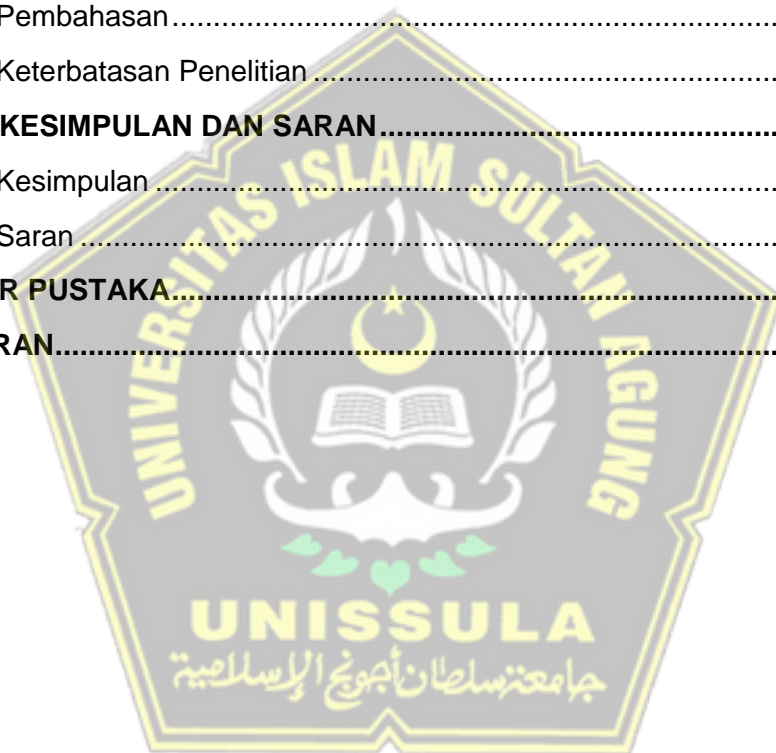 Pembahasan..........................................................................
Keterbatasan Penelitian..........................................................
KESIMPULAN DAN SARAN................................................
Kesimpulan...........................................................................
Saran.....................................................................................
R PUSTAKA.........................................................................
RAN.......................................................................................
UNIVERSITAS ISLAM SULTAN AGUNG
UNISSULA
جامعة سلطان أجونج الإسلامية